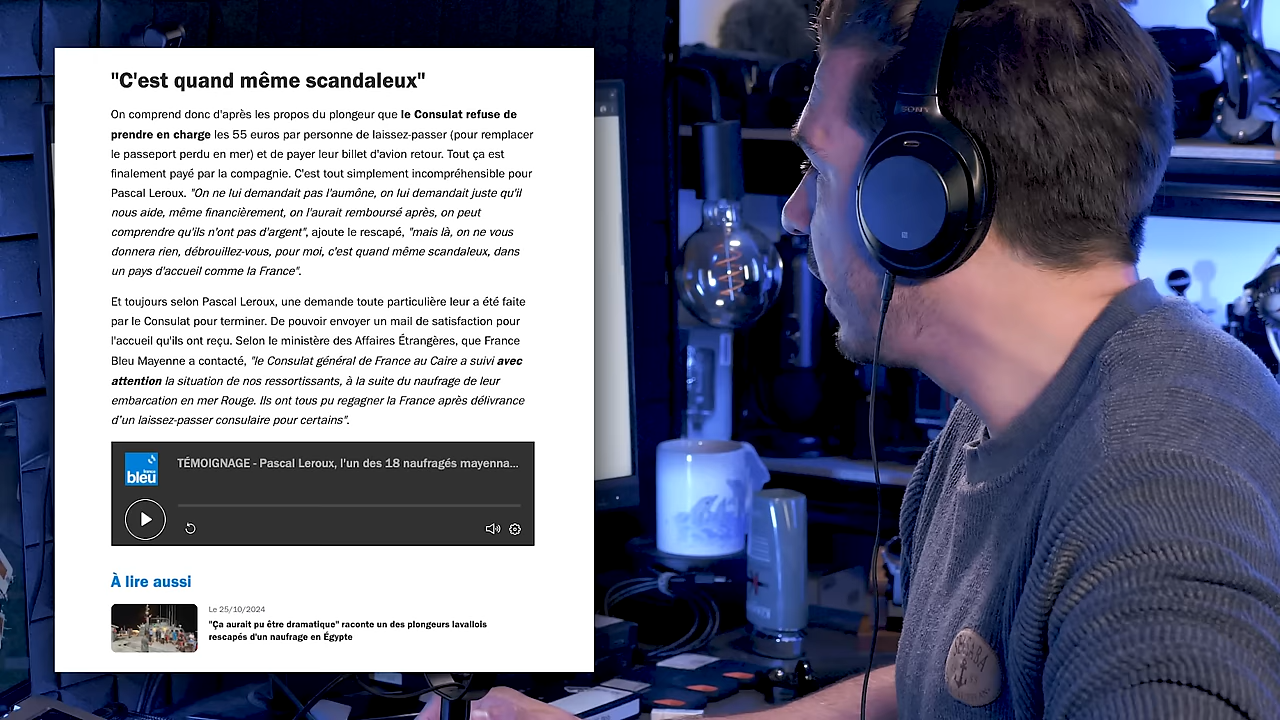 "C'est quand même scandaleux"
On comprend donc d'après les propos du plongeur que le Consulat refuse de
prendre en charge les 55 euros par personne de laissez-passer (pour remplacer
le passeport perdu en mer) et de payer leur billet d'avion retour. Tout ça est
finalement payé par la compagnie. C'est tout simplement incompréhensible pour
Pascal Leroux. "On ne lui demandait pas l'aumône, on lui demandait juste qu'il
nous aide, même financièrement, on l'aurait remboursé après, on peut
comprendre qu'ils n'ont pas d'argent", ajoute le rescapé, "mais là, on ne vous
donnera rien, débrouillez-vous, pour moi, c'est quand même scandaleux, dans
un pays d'accueil comme la France".
Et toujours selon Pascal Leroux, une demande toute particulière leur a été faite
par le Consulat pour terminer. De pouvoir envoyer un mail de satisfaction pour
l'accueil qu'ils ont reçu. Selon le ministère des Affaires Étrangères, que France
Bleu Mayenne a contacté, "le Consulat général de France au Caire a suivi avec
attention la situation de nos ressortissants, à la suite du naufrage de leur
embarcation en mer Rouge. Ils ont tous pu regagner la France après délivrance
d'un laissez-passer consulaire pour certains".
france
bleu
TÉMOIGNAGE - Pascal Leroux, l'un des 18 naufragés mayenna...
À lire aussi
Le 25/10/2024
"Ça aurait pu être dramatique" raconte un des plongeurs lavallois
rescapés d'un naufrage en Égypte
SONY